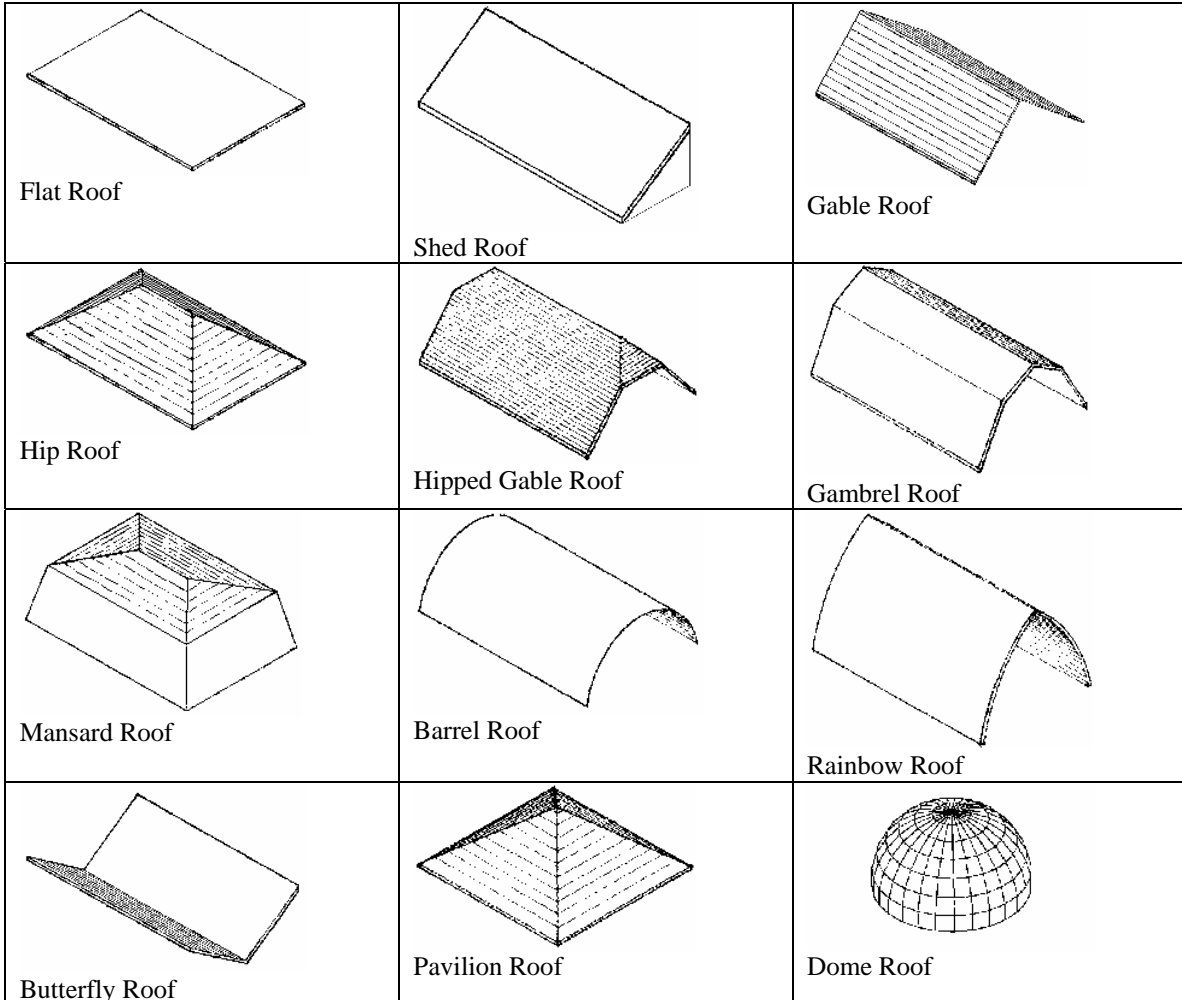 Flat Roof
Shed Roof
Gable Roof
Hip Roof
Hipped Gable Roof
Gambrel Roof
Mansard Roof
Barrel Roof
Rainbow Roof
Butterfly Roof
Pavilion Roof
Dome Roof